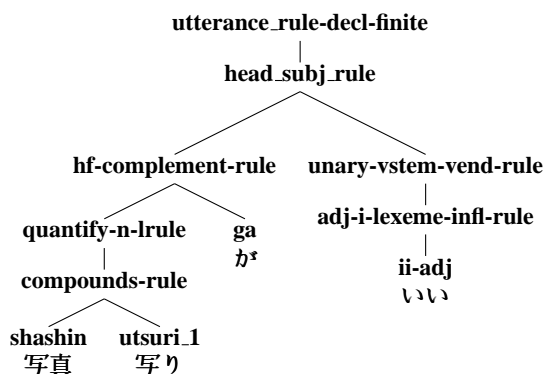 utterance_rule-decl-finite
head_subj_rule
hf-complement-rule unary-vstem-vend-rule
quantify-n-lrule ga adj-i-lexeme-infl-rule
が
compounds-rule ii-adj
いい
shashin utsuri_1
写真 写り